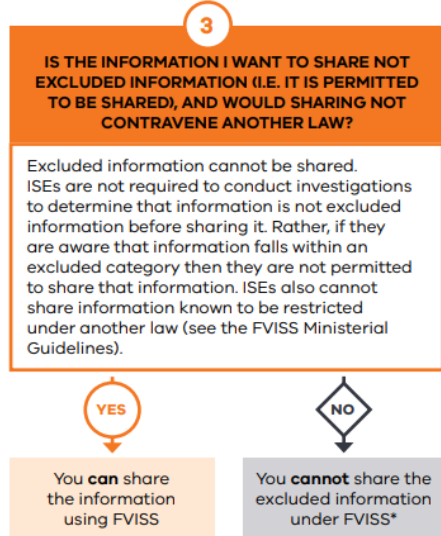 3
IS THE INFORMATION I WANT TO SHARE NOT
EXCLUDED INFORMATION (I.E. IT IS PERMITTED
TO BE SHARED), AND WOULD SHARING NOT
CONTRAVENE ANOTHER LAW?
Excluded information cannot be shared.
ISEs are not required to conduct investigations
to determine that information is not excluded
information before sharing it. Rather, if they
are aware that information falls within an
excluded category then they are not permitted
to share that information. ISEs also cannot
share information known to be restricted
under another law (see the FVISS Ministerial
Guidelines).
YES
NO
You can share
the information
using FVISS
You cannot share the
excluded information
under FVISS*